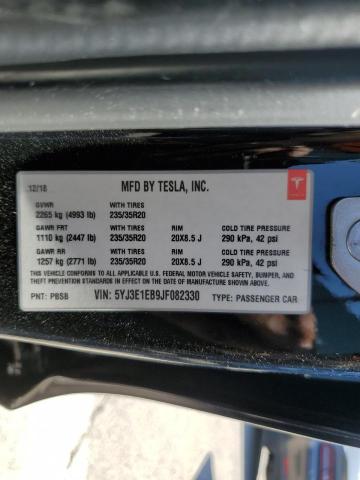 12/18 MFD BY TESLA, INC.
GVWR WITH TIRES
2265 kg (4993 lb) 235/35R20
GAWR FRT WITH TIRES RIM COLD TIRE PRESSURE
1110 kg (2447 lb) 235/35R20 20X8.5 J 290 kPa, 42 psi
GAWR RR WITH TIRES RIM COLD TIRE PRESSURE
1257 kg (2771 lb) 235/35R20 20X8.5 J 290 kPa, 42 psi
THIS VEHICLE CONFORMS TO ALL APPLICABLE U.S. FEDERAL MOTOR VEHICLE SAFETY, BUMPER, AND
THEFT PREVENTION STANDARDS IN EFFECT ON THE DATE OF MANUFACTURE SHOWN ABOVE.
PNT: PBSB VIN: 5YJ3E1EB9JF082330 TYPE: PASSENGER CAR